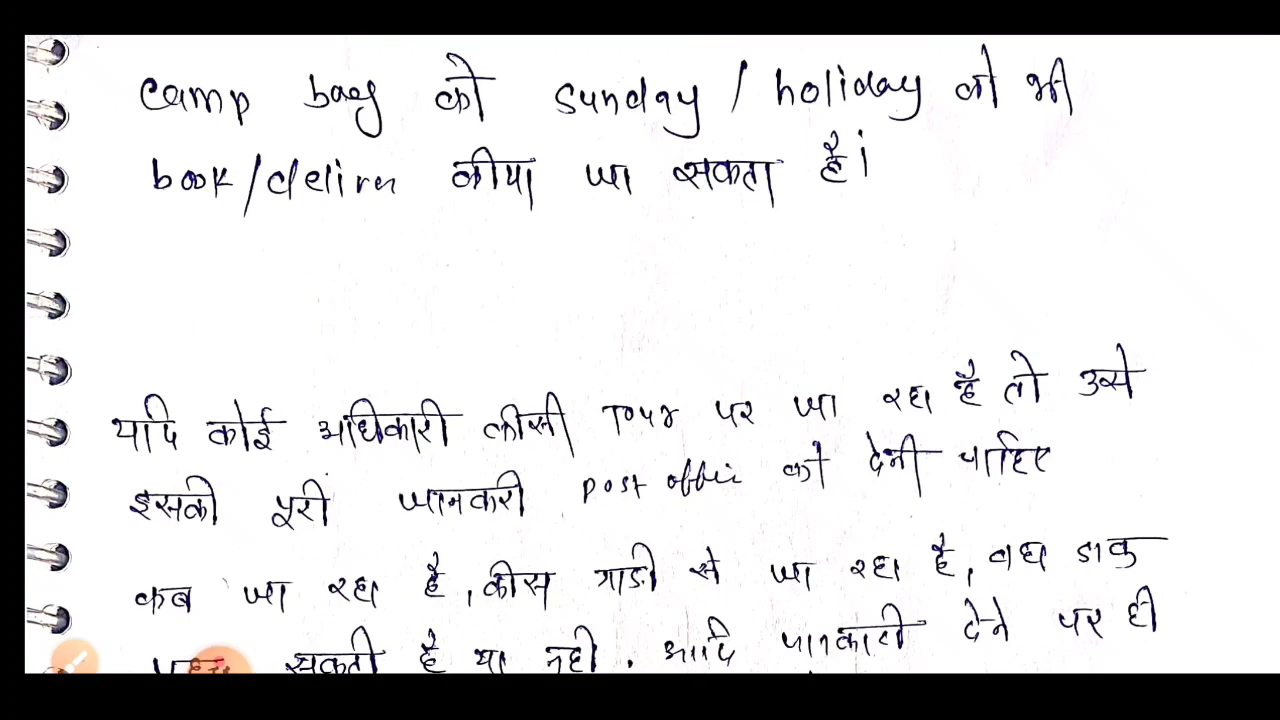 camp bag को sunday / holiday को भी
book/deliver कीया जा सकता है।
यदि कोई अधिकारी कीसी Tour पर जा रहा है तो उसे
इसकी पूरी जानकरी post office को देनी चाहिए
कब जा रहा है, कीस गाडी से जा रहा है, वहा डाक
सकती है या नही. आदि जानकारी देने पर ही